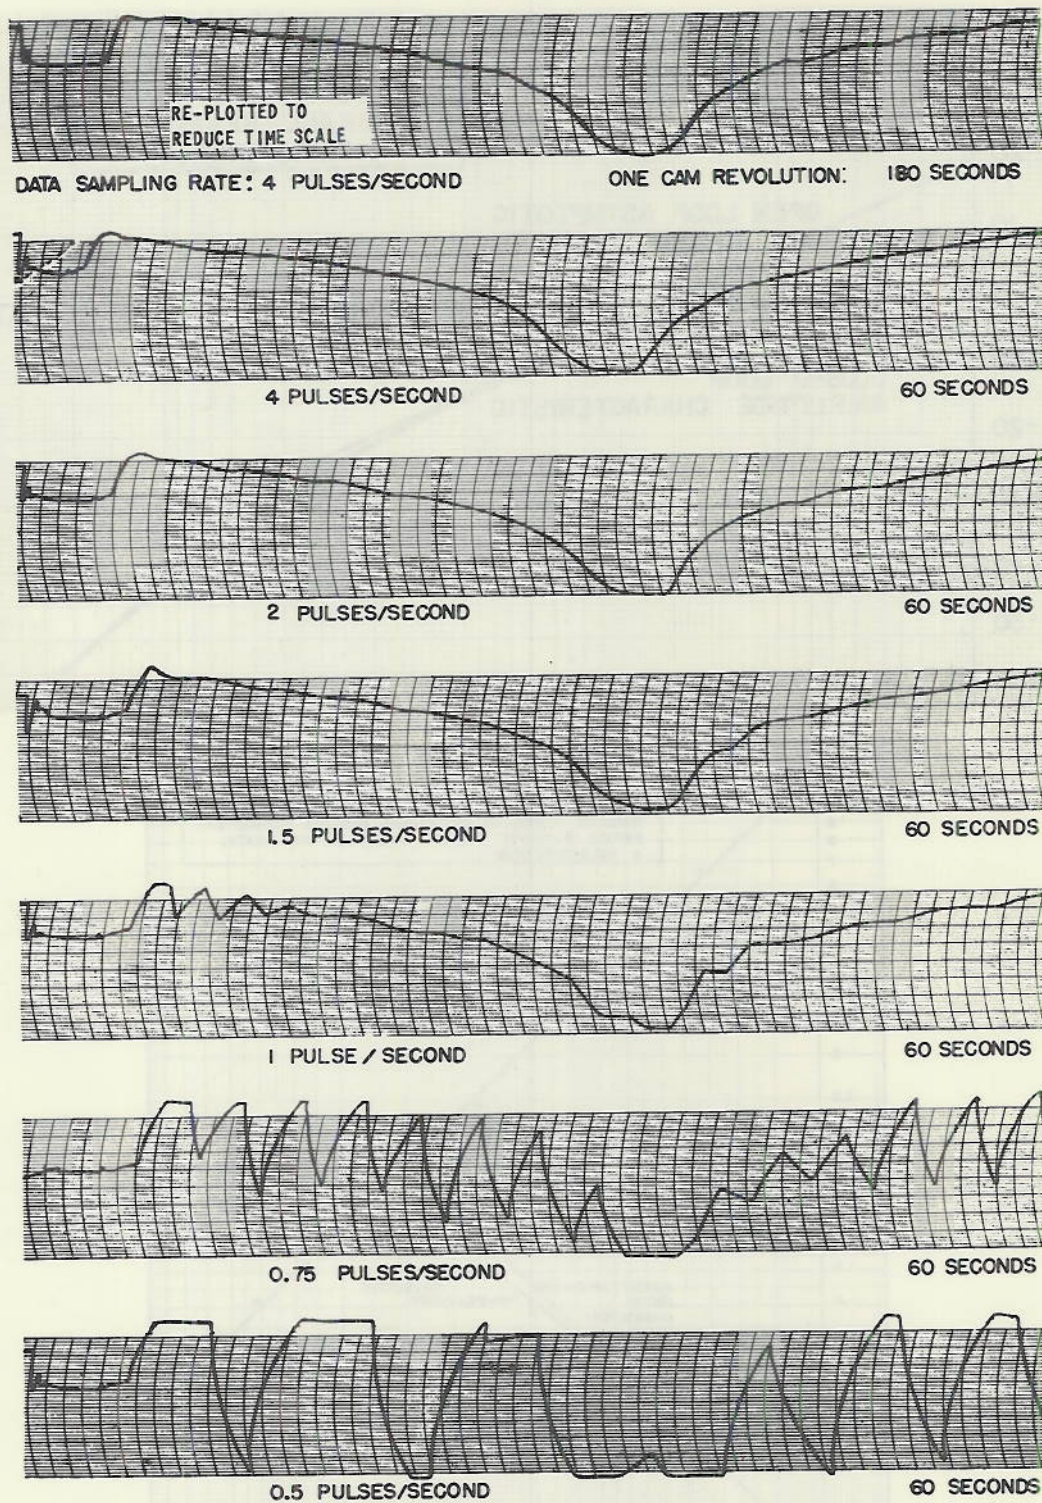 RE-PLOTTED TO
REDUCE TIME SCALE
DATA SAMPLING RATE: 4 PULSES/SECOND ONE CAM REVOLUTION: 180 SECONDS
4 PULSES/SECOND 60 SECONDS
2 PULSES/SECOND 60 SECONDS
1.5 PULSES/SECOND 60 SECONDS
1 PULSE / SECOND 60 SECONDS
0.75 PULSES/SECOND 60 SECONDS
0.5 PULSES/SECOND 60 SECONDS